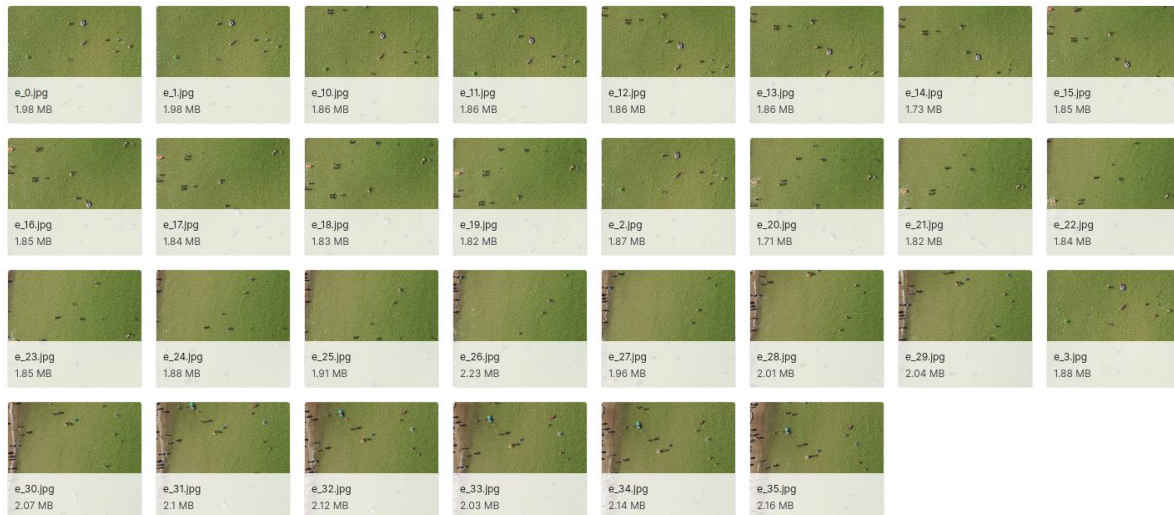 e_0.jpg
1.98 MB
e_1.jpg
1.98 MB
e_10.jpg
1.86 MB
e_11.jpg
1.86 MB
e_12.jpg
1.86 MB
e_13.jpg
1.86 MB
e_14.jpg
1.73 MB
e_15.jpg
1.85 MB
e_16.jpg
1.85 MB
e_17.jpg
1.84 MB
e_18.jpg
1.83 MB
e_19.jpg
1.82 MB
e_2.jpg
1.87 MB
e_20.jpg
1.71 MB
e_21.jpg
1.82 MB
e_22.jpg
1.84 MB
e_23.jpg
1.85 MB
e_24.jpg
1.88 MB
e_25.jpg
1.91 MB
e_26.jpg
2.23 MB
e_27.jpg
1.96 MB
e_28.jpg
2.01 MB
e_29.jpg
2.04 MB
e_3.jpg
1.88 MB
e_30.jpg
2.07 MB
e_31.jpg
2.1 MB
e_32.jpg
2.12 MB
e_33.jpg
2.03 MB
e_34.jpg
2.14 MB
e_35.jpg
2.16 MB